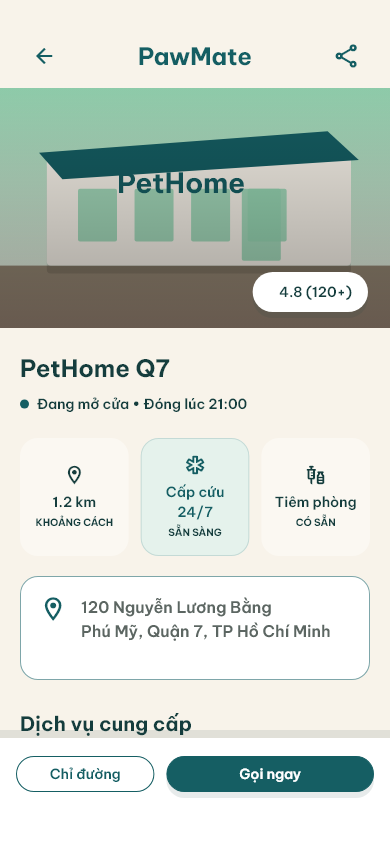 PawMate
PetHome
4.8 (120+)
PetHome Q7
Đang mở cửa • Đóng lúc 21:00
1.2 km
KHOẢNG CÁCH
Cấp cứu
24/7
SẴN SÀNG
Tiêm phòng
CÓ SẴN
120 Nguyễn Lương Bằng
Phú Mỹ, Quận 7, TP Hồ Chí Minh
Dịch vụ cung cấp
Chỉ đường
Gọi ngay